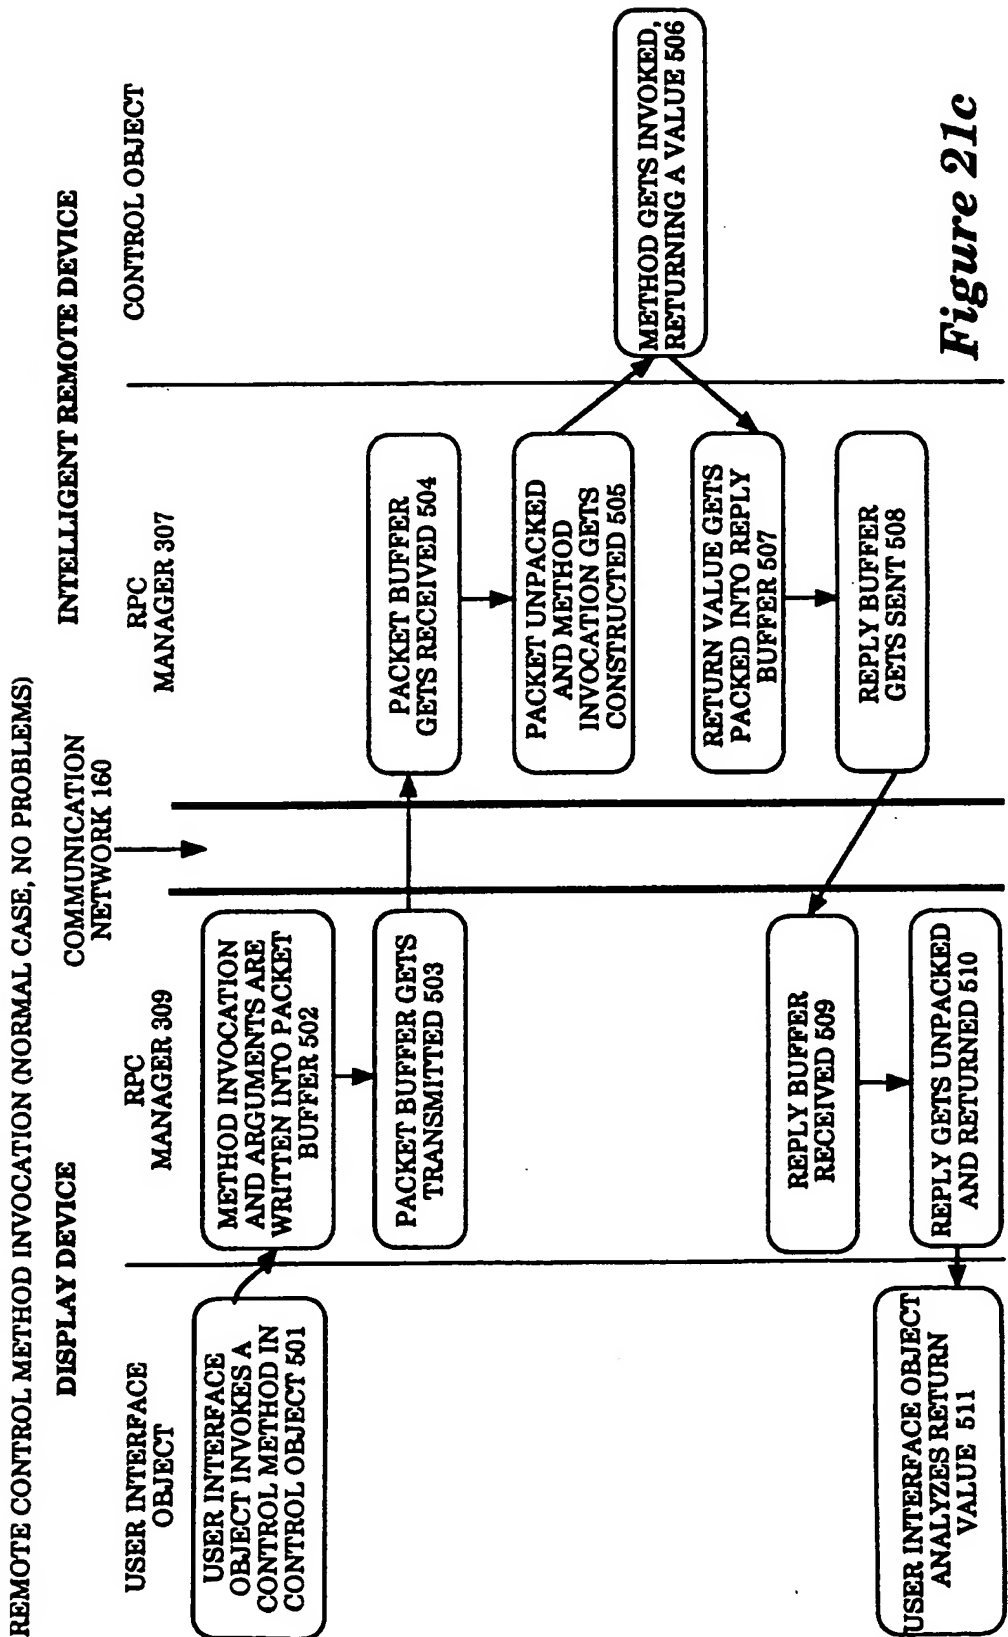 REMOTE CONTROL METHOD INVOCATION (NORMAL CASE, NO PROBLEMS)
DISPLAY DEVICE
COMMUNICATION
NETWORK 160
INTELLIGENT REMOTE DEVICE
USER INTERFACE
OBJECT
RPC
MANAGER 309
RPC
MANAGER 307
CONTROL OBJECT
USER INTERFACE
OBJECT INVOKES A
CONTROL METHOD IN
CONTROL OBJECT 501
METHOD INVOCATION
AND ARGUMENTS ARE
WRITTEN INTO PACKET
BUFFER 502
PACKET BUFFER GETS
TRANSMITTED 503
PACKET BUFFER
GETS RECEIVED 504
PACKET UNPACKED
AND METHOD
INVOCATION GETS
CONSTRUCTED 505
METHOD GETS INVOKED,
RETURNING A VALUE 506
RETURN VALUE GETS
PACKED INTO REPLY
BUFFER 507
REPLY BUFFER
GETS SENT 508
REPLY BUFFER
RECEIVED 509
REPLY GETS UNPACKED
AND RETURNED 510
USER INTERFACE OBJECT
ANALYZES RETURN
VALUE 511
Figure 21c